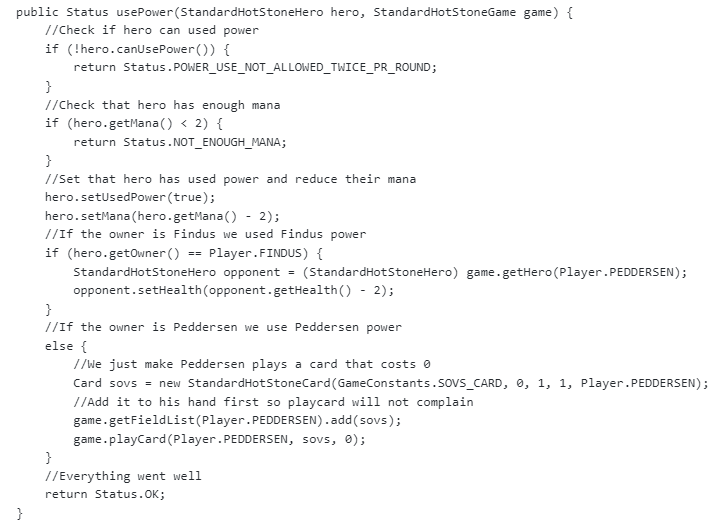 public Status usePower(StandardHotStoneHero hero, StandardHotStoneGame game) {
    //Check if hero can used power
    if (!hero.canUsePower()) {
        return Status.POWER_USE_NOT_ALLOWED_TWICE_PR_ROUND;
    }
    //Check that hero has enough mana
    if (hero.getMana() < 2) {
        return Status.NOT_ENOUGH_MANA;
    }
    //Set that hero has used power and reduce their mana
    hero.setUsedPower(true);
    hero.setMana(hero.getMana() - 2);
    //If the owner is Findus we used Findus power
    if (hero.getOwner() == Player.FINDUS) {
        StandardHotStoneHero opponent = (StandardHotStoneHero) game.getHero(Player.PEDDERSEN);
        opponent.setHealth(opponent.getHealth() - 2);
    }
    //If the owner is Peddersen we use Peddersen power
    else {
        //We just make Peddersen plays a card that costs 0
        Card sovs = new StandardHotStoneCard(GameConstants.SOVS_CARD, 0, 1, 1, Player.PEDDERSEN);
        //Add it to his hand first so playcard will not complain
        game.getFieldList(Player.PEDDERSEN).add(sovs);
        game.playCard(Player.PEDDERSEN, sovs, 0);
    }
    //Everything went well
    return Status.OK;
}